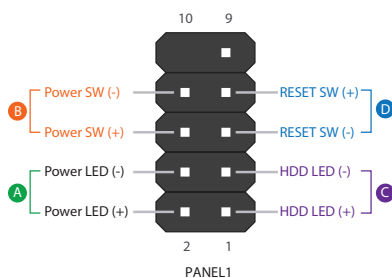 10 9
Power SW (-) RESET SW (+)
B D
Power SW (+) RESET SW (-)
Power LED (-) HDD LED (-)
A C
Power LED (+) HDD LED (+)
2 1
PANEL1